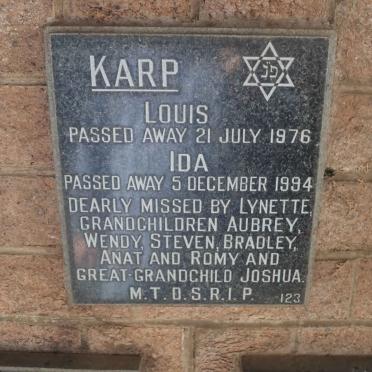 KARP
LOUIS
PASSED AWAY 21 JULY 1976
IDA
PASSED AWAY 5 DECEMBER 1994
DEARLY MISSED BY LYNETTE,
GRANDCHILDREN AUBREY,
WENDY, STEVEN, BRADLEY,
ANAT AND ROMY AND
GREAT-GRANDCHILD JOSHUA.
M.T.D.S.R.I.P. 123